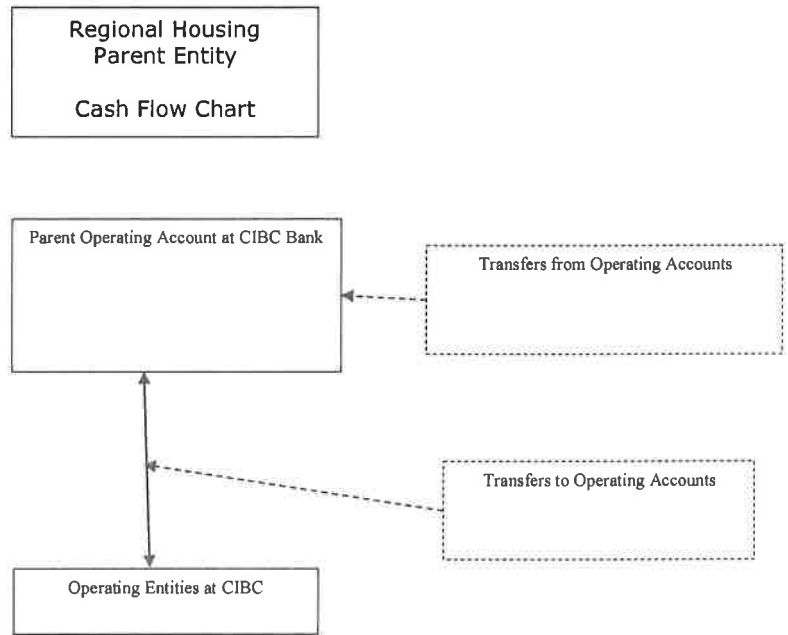 Regional Housing
Parent Entity
Cash Flow Chart
Parent Operating Account at CIBC Bank
Transfers from Operating Accounts
Transfers to Operating Accounts
Operating Entities at CIBC